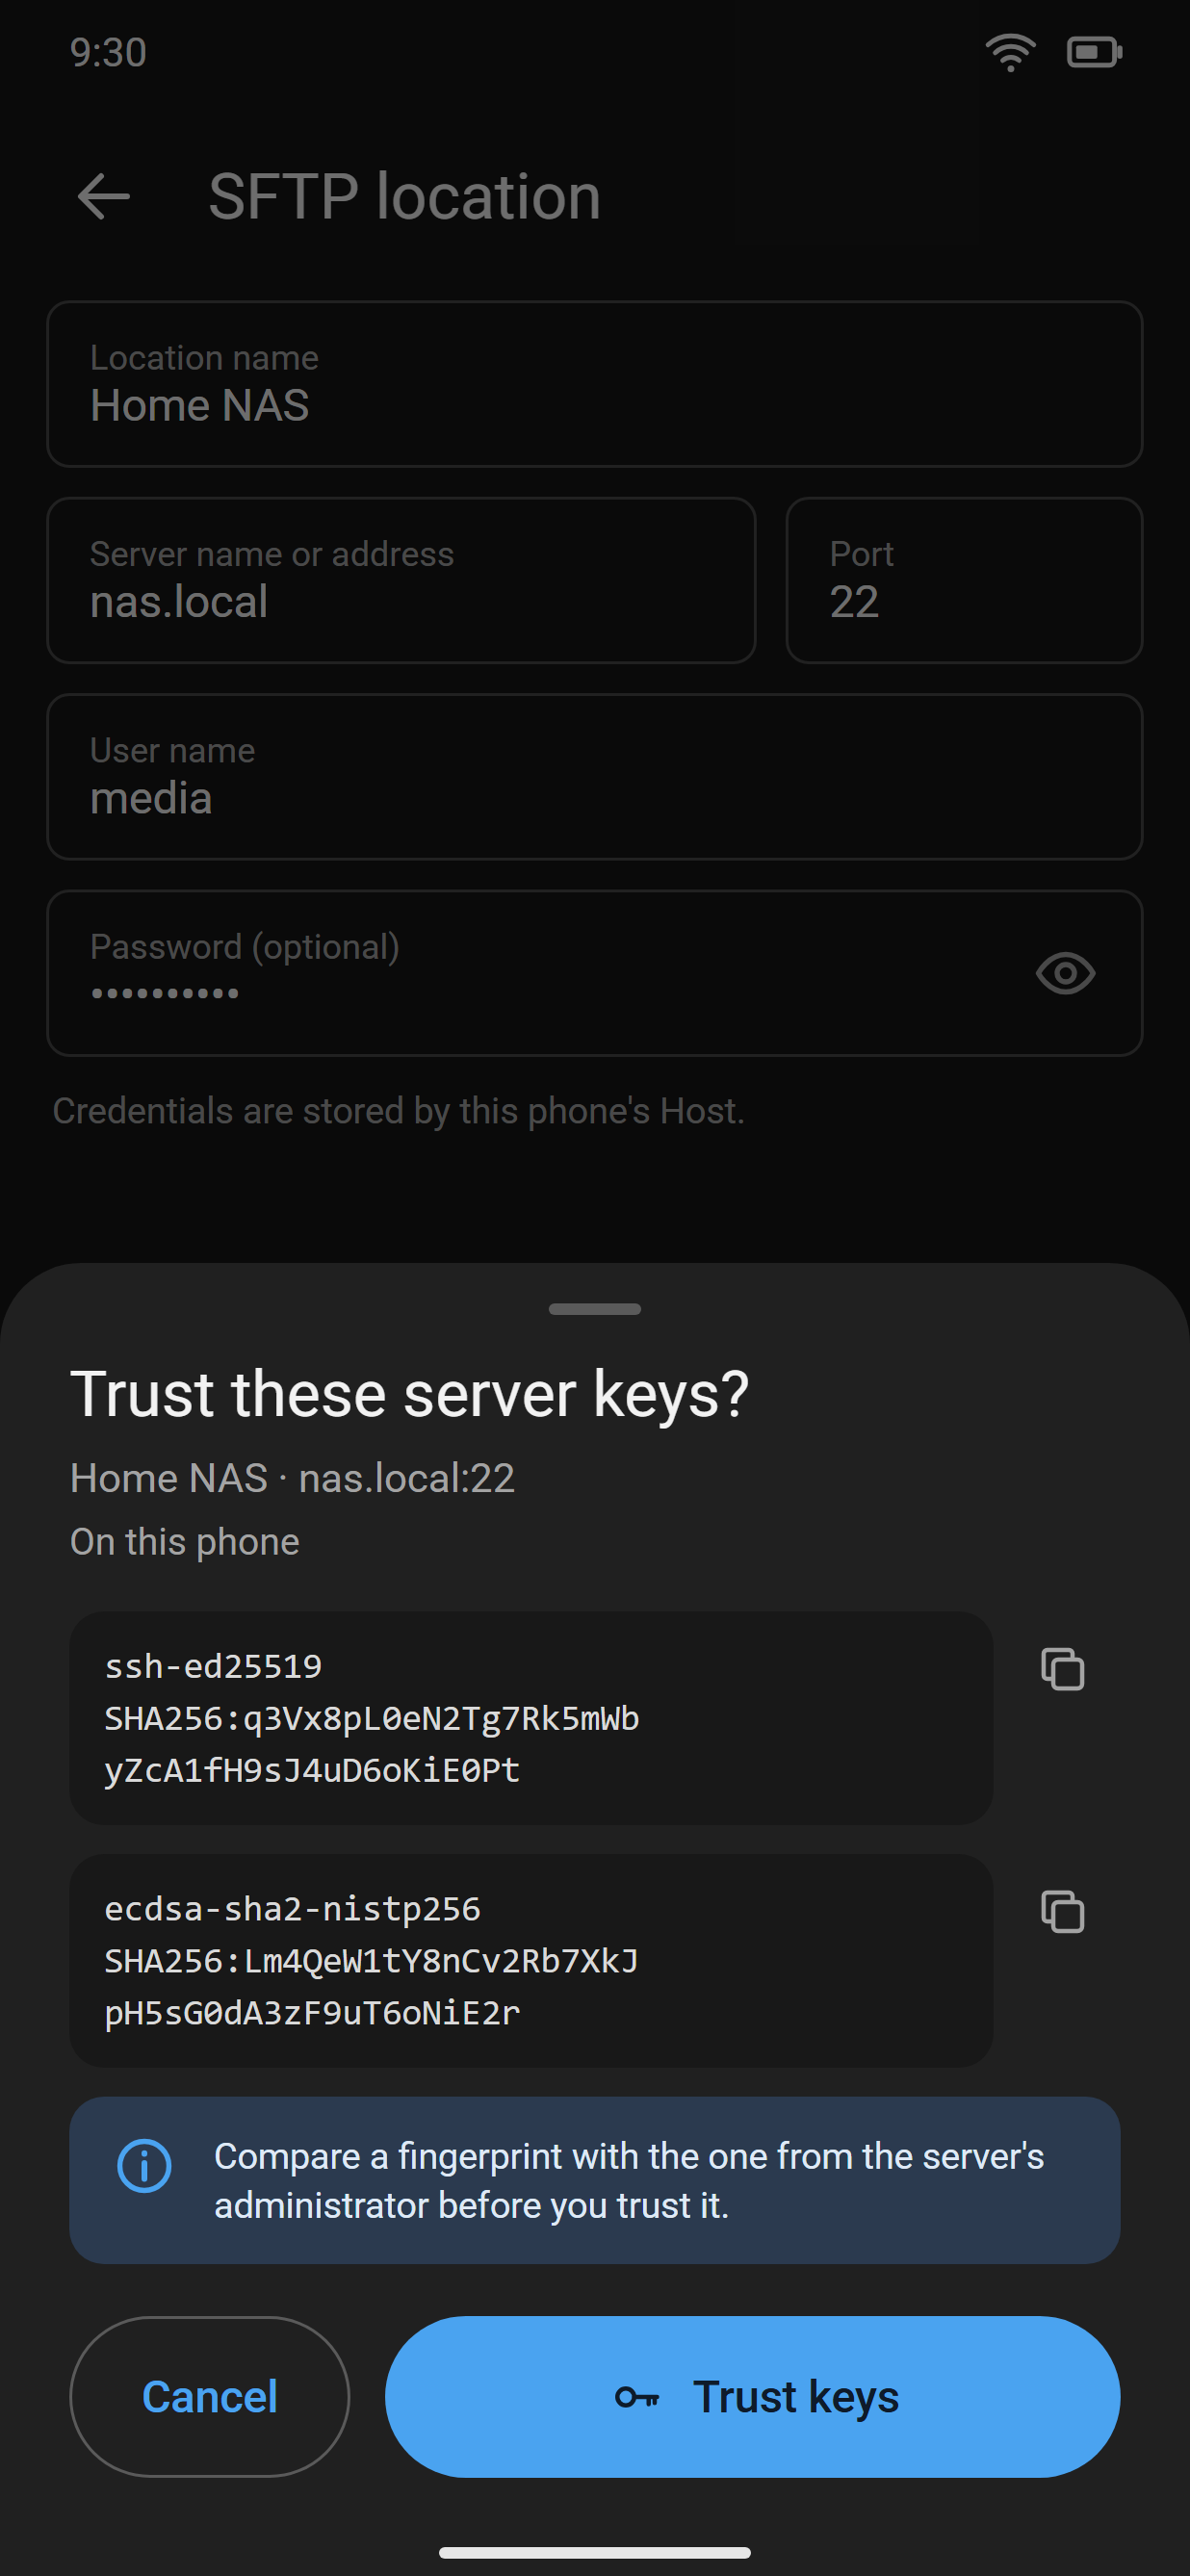 9:30
SFTP location
Location name
Home NAS
Server name or address
nas.local
Port
22
User name
media
Password (optional)
••••••••••
Credentials are stored by this phone's Host.
Trust these server keys?
Home NAS · nas.local:22
On this phone
ssh-ed25519
SHA256:q3Vx8pL0eN2Tg7Rk5mWb
yZcA1fH9sJ4uD6oKiE0Pt
ecdsa-sha2-nistp256
SHA256:Lm4QeW1tY8nCv2Rb7XkJ
pH5sG0dA3zF9uT6oNiE2r
Compare a fingerprint with the one from the server's
administrator before you trust it.
Cancel
Trust keys